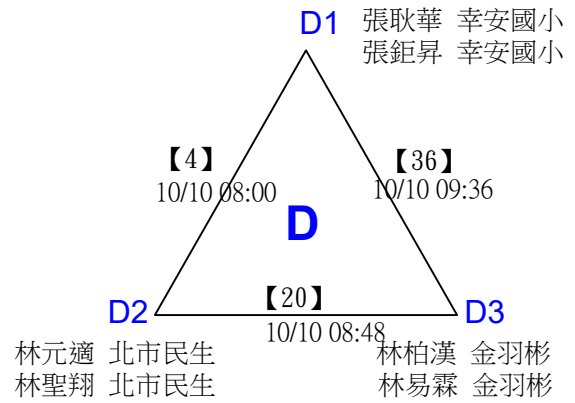 D1
張耿華 幸安國小
張鉅昇 幸安國小
【4】
10/10 08:00
【36】
10/10 09:36
D
D2
【20】
D3
10/10 08:48
林元適 北市民生
林聖翔 北市民生
林柏漢 金羽彬
林易霖 金羽彬